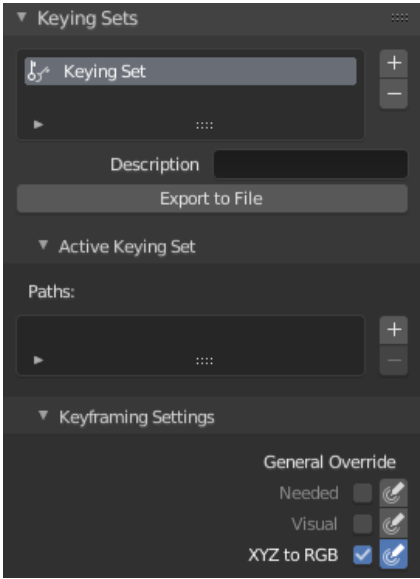 Keying Sets
Keying Set
Description
Export to File
Active Keying Set
Paths:
Keyframing Settings
General Override
Needed
Visual
XYZ to RGB